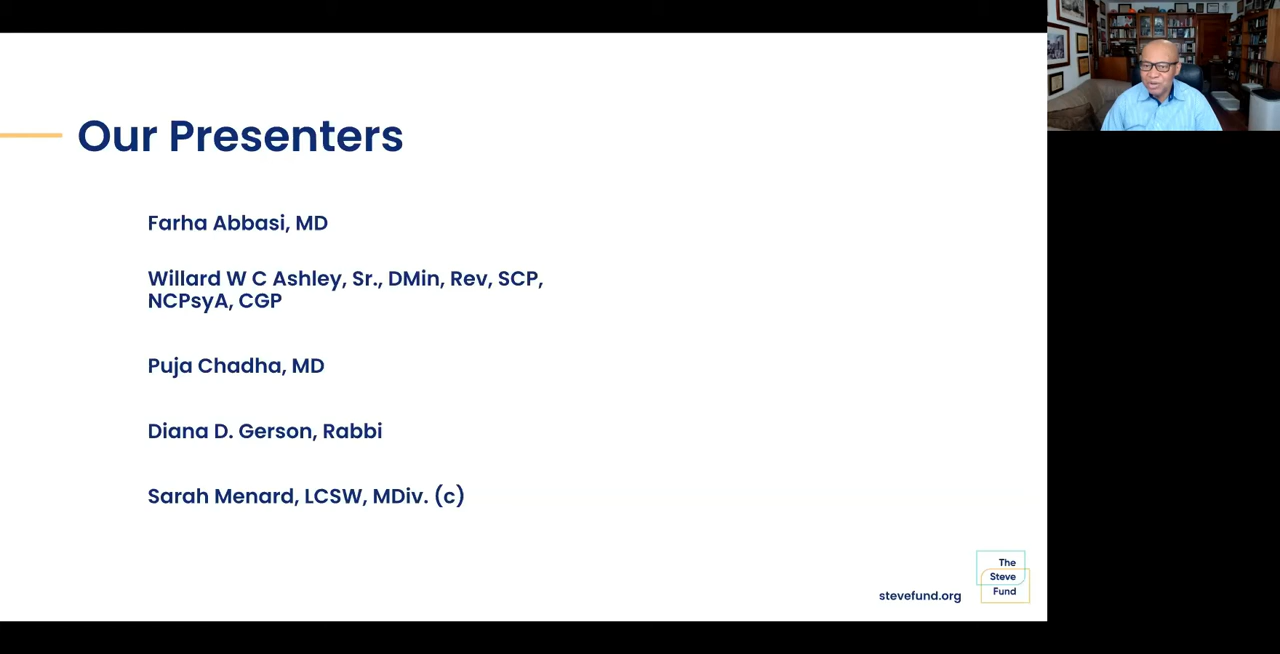 Our Presenters
Farha Abbasi, MD
Willard W C Ashley, Sr., DMin, Rev, SCP,
NCPsyA, CGP
Puja Chadha, MD
Diana D. Gerson, Rabbi
Sarah Menard, LCSW, MDiv. (c)
stevefund.org
The
Steve
Fund